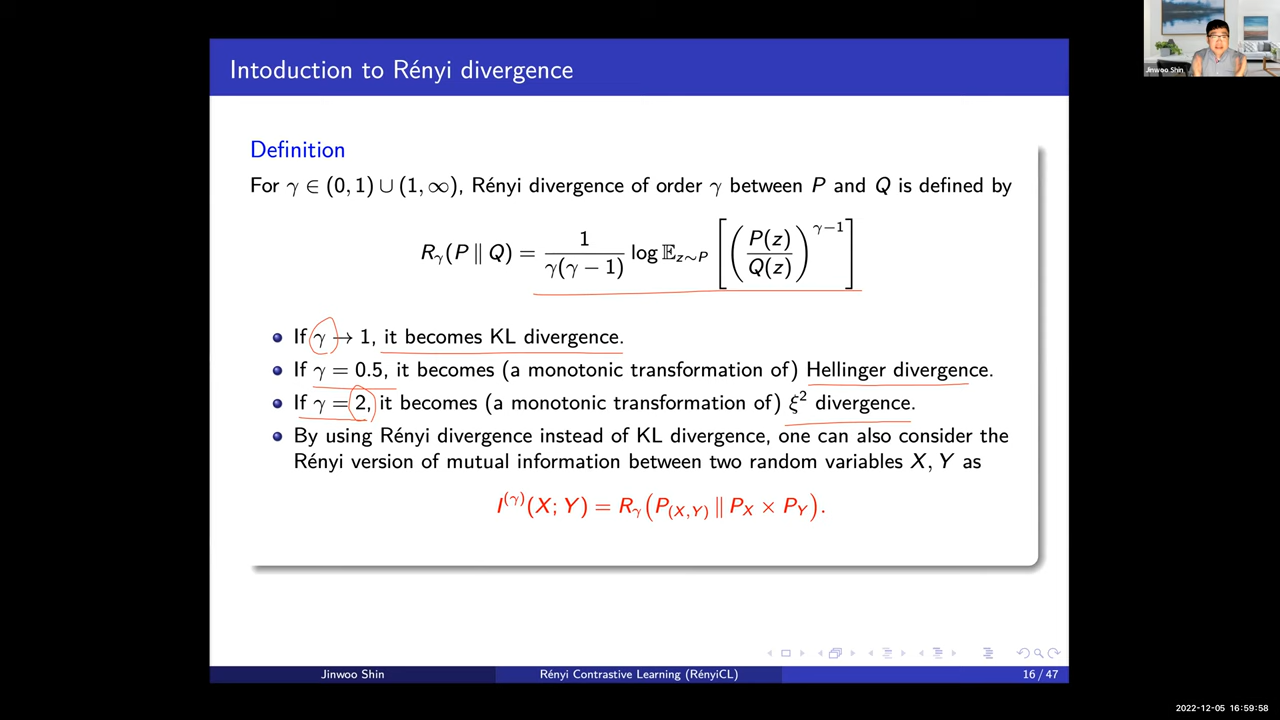 Jinwoo Shin
Intoduction to Rényi divergence
Definition
For γ ∈ (0, 1) ∪ (1, ∞), Rényi divergence of order γ between P and Q is defined by
R_γ(P ∥ Q) = 1/(γ(γ − 1)) log 𝔼_{z∼P} [ (P(z)/Q(z))^{γ−1} ]
If γ → 1, it becomes KL divergence.
If γ = 0.5, it becomes (a monotonic transformation of) Hellinger divergence.
If γ = 2, it becomes (a monotonic transformation of) ξ² divergence.
By using Rényi divergence instead of KL divergence, one can also consider the
Rényi version of mutual information between two random variables X, Y as
I^{(γ)}(X; Y) = R_γ(P_{(X,Y)} ∥ P_X × P_Y).
Jinwoo Shin Rényi Contrastive Learning (RényiCL) 16 / 47
2022-12-05 16:59:58